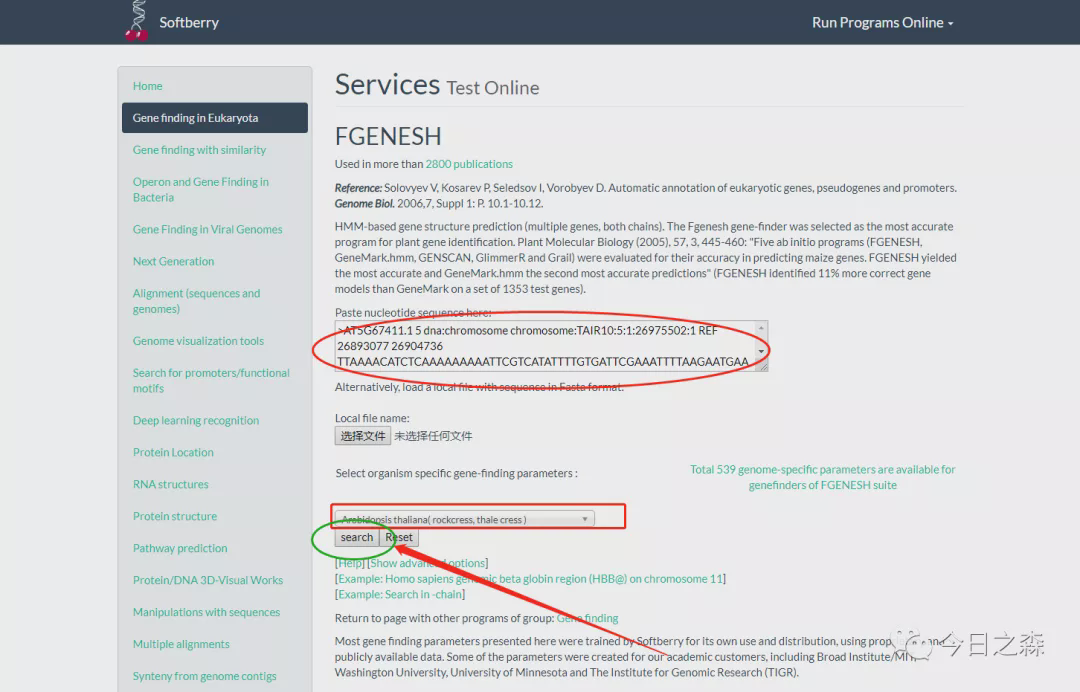 Softberry
Run Programs Online
Home
Gene finding in Eukaryota
Gene finding with similarity
Operon and Gene Finding in
Bacteria
Gene Finding in Viral Genomes
Next Generation
Alignment (sequences and
genomes)
Genome visualization tools
Search for promoters/functional
motifs
Deep learning recognition
Protein Location
RNA structures
Protein structure
Pathway prediction
Protein/DNA 3D-Visual Works
Manipulations with sequences
Multiple alignments
Synteny from genome contigs
Services Test Online
FGENESH
Used in more than 2800 publications
Reference: Solovyev V, Kosarev P, Seledsov I, Vorobyev D. Automatic annotation of eukaryotic genes, pseudogenes and promoters.
Genome Biol. 2006,7, Suppl 1: P. 10.1-10.12.
HMM-based gene structure prediction (multiple genes, both chains). The Fgenesh gene-finder was selected as the most accurate
program for plant gene identification. Plant Molecular Biology (2005), 57, 3, 445-460: "Five ab initio programs (FGENESH,
GeneMark.hmm, GENSCAN, GlimmerR and Grail) were evaluated for their accuracy in predicting maize genes. FGENESH yielded
the most accurate and GeneMark.hmm the second most accurate predictions" (FGENESH identified 11% more correct gene
models than GeneMark on a set of 1353 test genes).
Paste nucleotide sequence here:
>AT5G67411.1 5 dna:chromosome chromosome:TAIR10:5:1:26975502:1 REF
26893077 26904736
TTAAAACATCTCAAAAAAAAATTCGTCATATTTTGTGATTCGAAATTTTAAGAATGAA
Alternatively, load a local file with sequence in Fasta format:
Local file name:
选择文件 未选择任何文件
Select organism specific gene-finding parameters :
Total 539 genome-specific parameters are available for
genefinders of FGENESH suite
Arabidopsis thaliana( rockcress, thale cress )
search Reset
[Help] [Show advanced options]
[Example: Homo sapiens genomic beta globin region (HBB@) on chromosome 11]
[Example: Search in -chain]
Return to page with other programs of group: Gene finding
Most gene finding parameters presented here were trained by Softberry for its own use and distribution, using and
publicly available data. Some of the parameters were created for our academic customers, including Broad Institute/MIT,
Washington University, University of Minnesota and The Institute for Genomic Research (TIGR).
今日之森